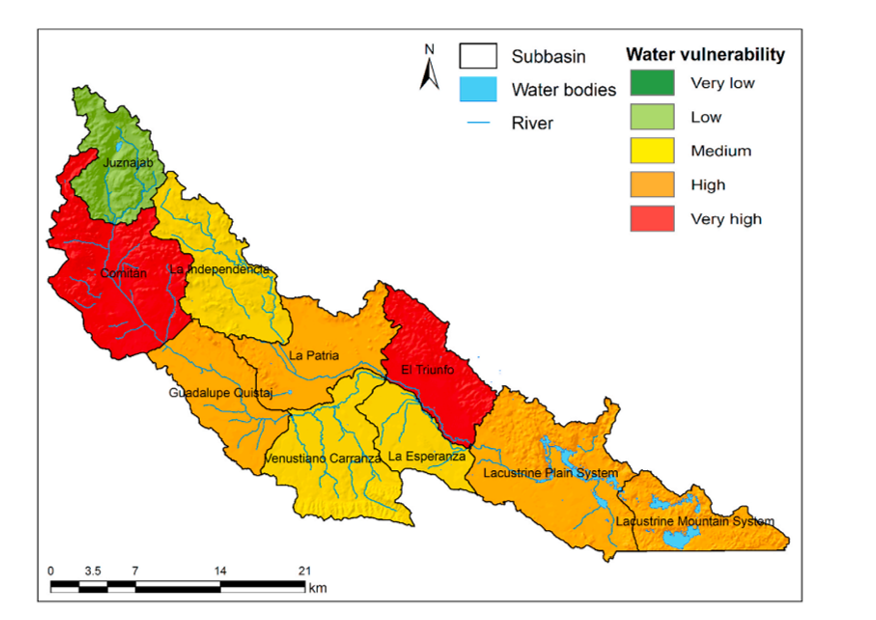 N
Subbasin
Water bodies
River
Water vulnerability
Very low
Low
Medium
High
Very high
Juznajab
Comitán
La Independencia
La Patria
El Triunfo
Guadalupe Quistaj
Venustiano Carranza
La Esperanza
Lacustrine Plain System
Lacustrine Mountain System
0 3.5 7 14 21
km